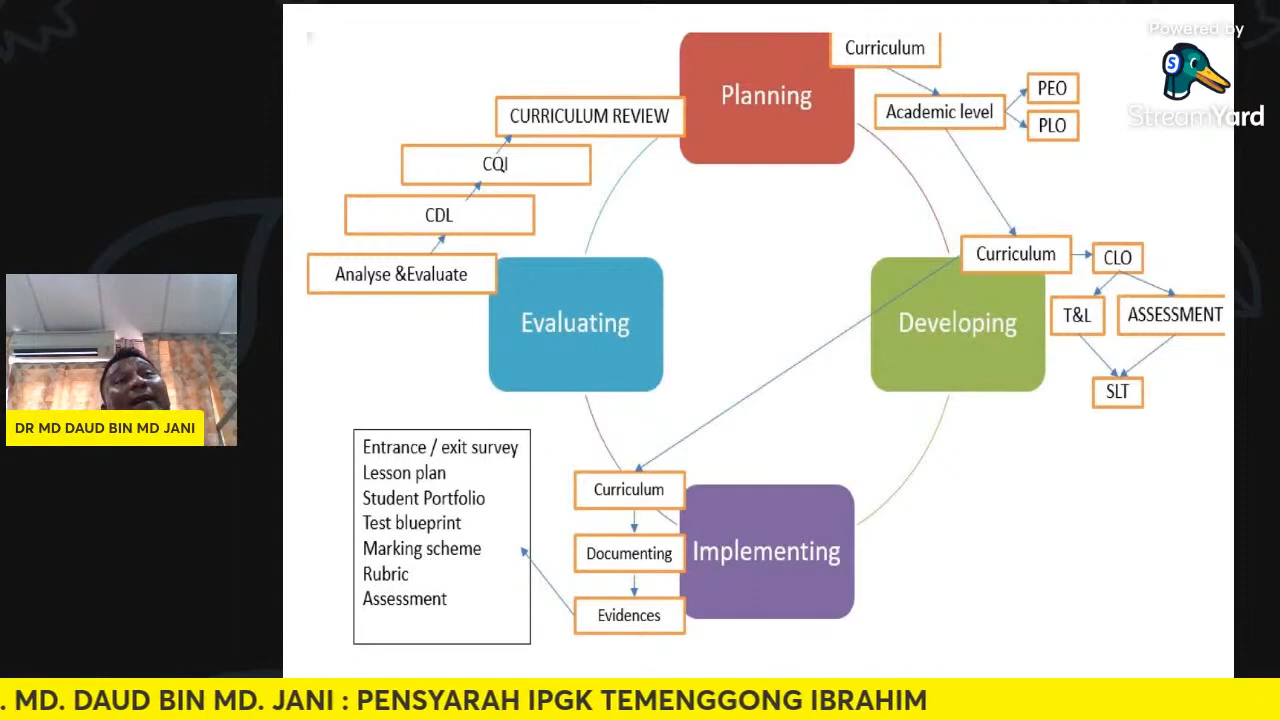 Powered by
StreamYard
Planning
Curriculum
Academic level
PEO
PLO
CURRICULUM REVIEW
CQI
CDL
Analyse &Evaluate
Evaluating
Developing
Curriculum
CLO
T&L
ASSESSMENT
SLT
DR MD DAUD BIN MD JANI
Entrance / exit survey
Lesson plan
Student Portfolio
Test blueprint
Marking scheme
Rubric
Assessment
Curriculum
Documenting
Evidences
Implementing
. MD. DAUD BIN MD. JANI : PENSYARAH IPGK TEMENGGONG IBRAHIM